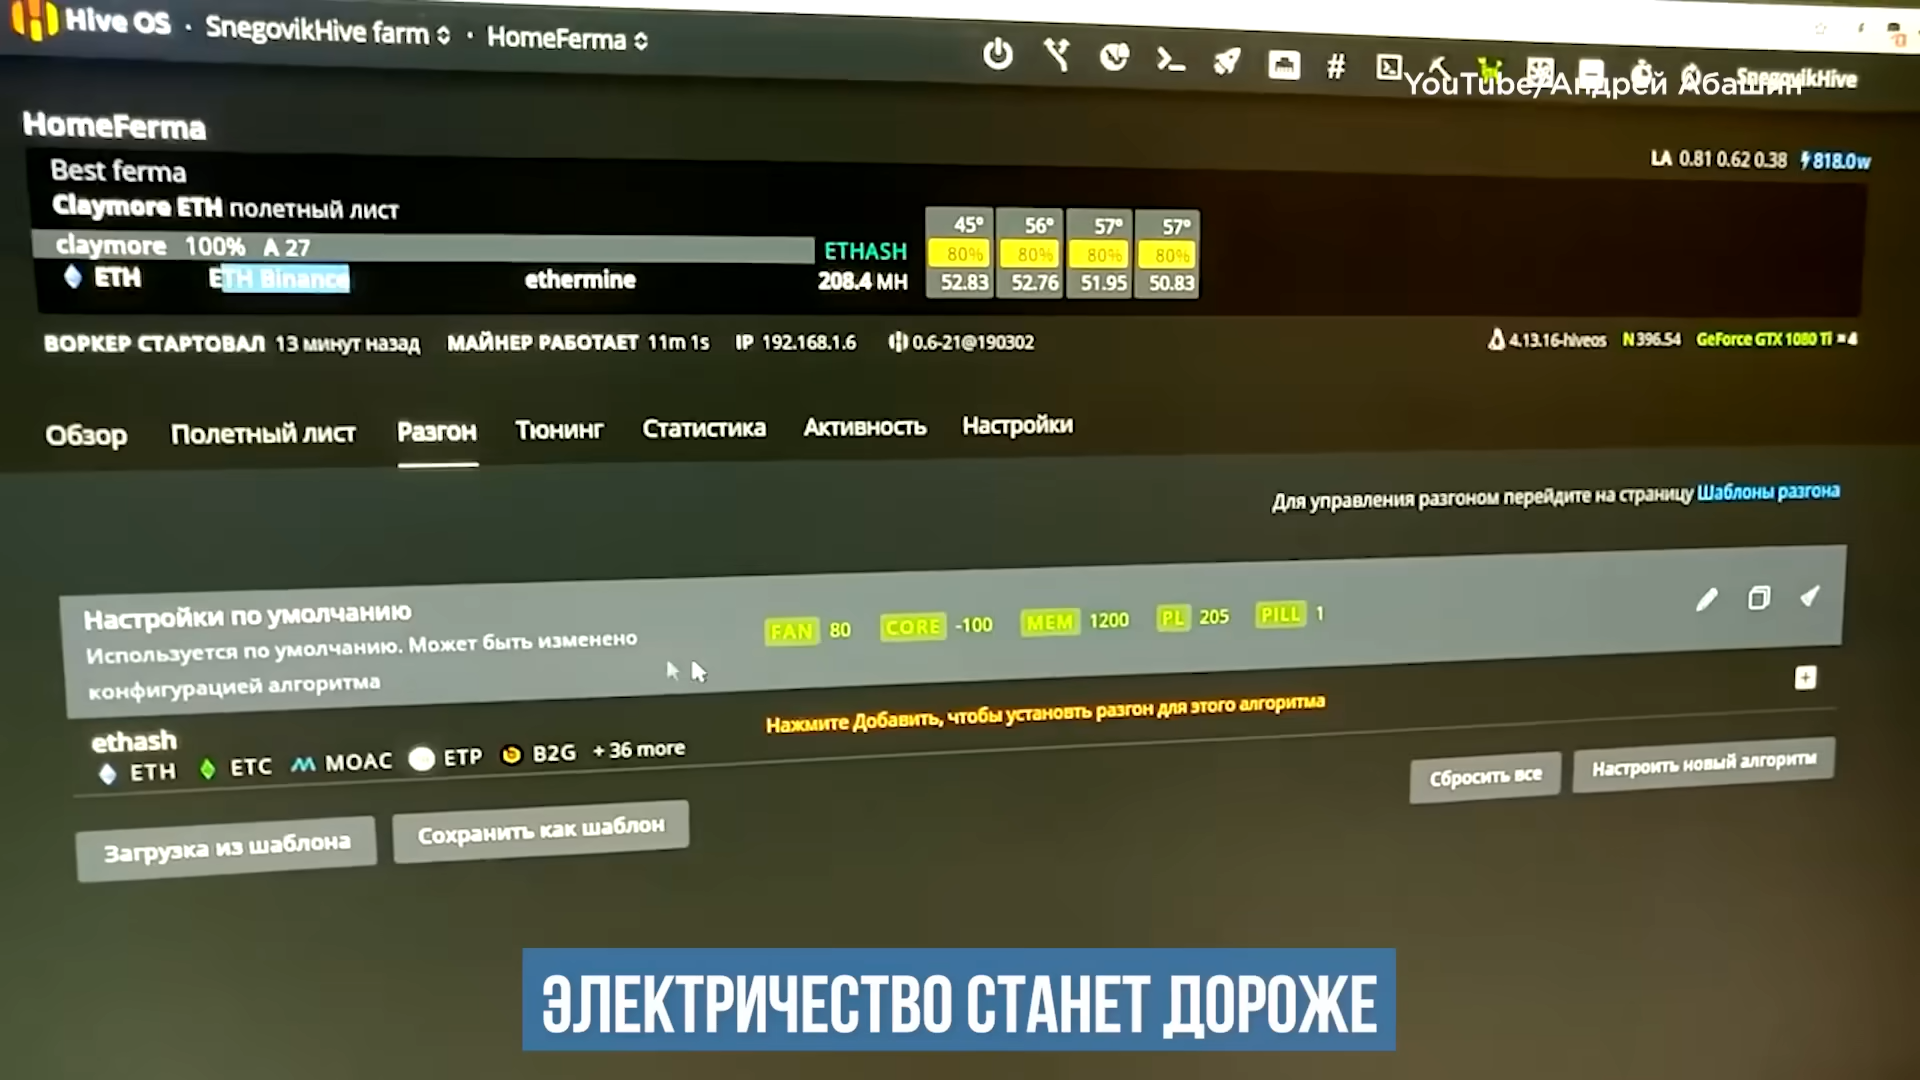 Hive OS · SnegovikHive farm · HomeFerma
SnegovikHive
YouTube/Андрей Абашин
HomeFerma
LA 0.81 0.62 0.38 818.0w
Best ferma
Claymore ETH полетный лист
claymore 100% A 27
ETHASH
45° 56° 57° 57°
80% 80% 80% 80%
ETH ETH Binance ethermine 208.4 MH
52.83 52.76 51.95 50.83
ВОРКЕР СТАРТОВАЛ 13 минут назад МАЙНЕР РАБОТАЕТ 11m 1s IP 192.168.1.6 0.6-21@190302
4.13.16-hiveos N 396.54 GeForce GTX 1080 Ti × 4
Обзор Полетный лист Разгон Тюнинг Статистика Активность Настройки
Для управления разгоном перейдите на страницу Шаблоны разгона
Настройки по умолчанию
Используется по умолчанию. Может быть изменено
конфигурацией алгоритма
FAN 80 CORE -100 MEM 1200 PL 205 PILL 1
ethash
Нажмите Добавить, чтобы установть разгон для этого алгоритма
ETH ETC MOAC ETP B2G + 36 more
Сбросить все Настроить новый алгоритм
Загрузка из шаблона Сохранить как шаблон
ЭЛЕКТРИЧЕСТВО СТАНЕТ ДОРОЖЕ